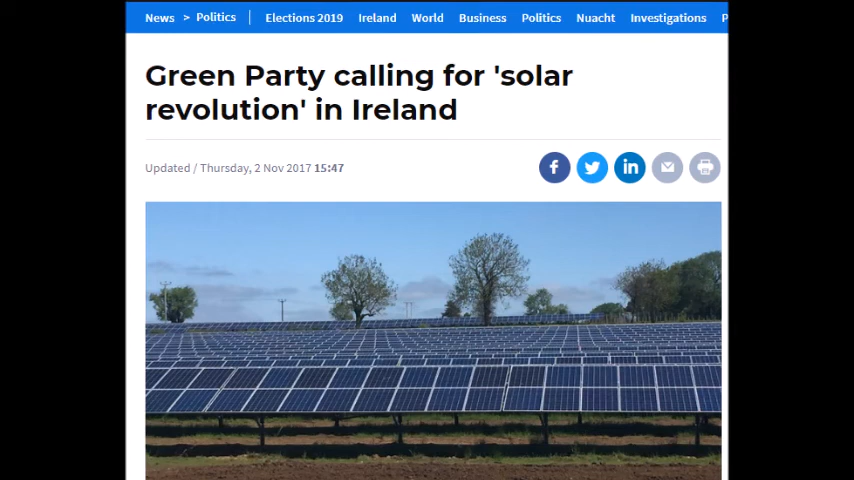 News > Politics | Elections 2019 Ireland World Business Politics Nuacht Investigations P
Green Party calling for 'solar
revolution' in Ireland
Updated / Thursday, 2 Nov 2017 15:47